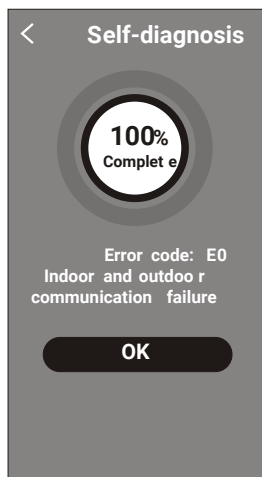 Self-diagnosis
100%
Complet e
Error code: E0
Indoor and outdoo r
communication failure
OK